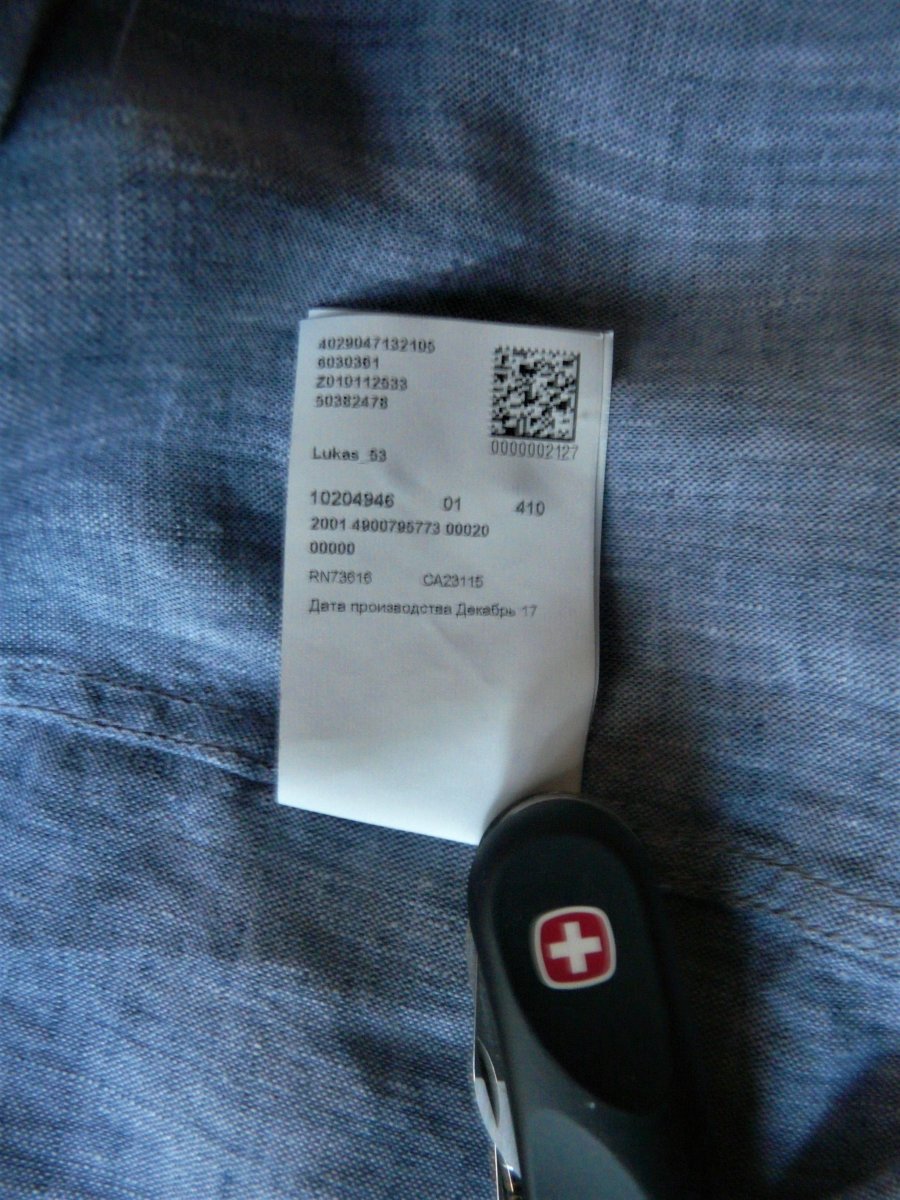 4029047132105
6030361
Z010112533
50382478
0000002127
Lukas_53
10204946 01 410
2001 4900795773 00020
00000
RN73616 CA23115
Дата производства Декабрь 17